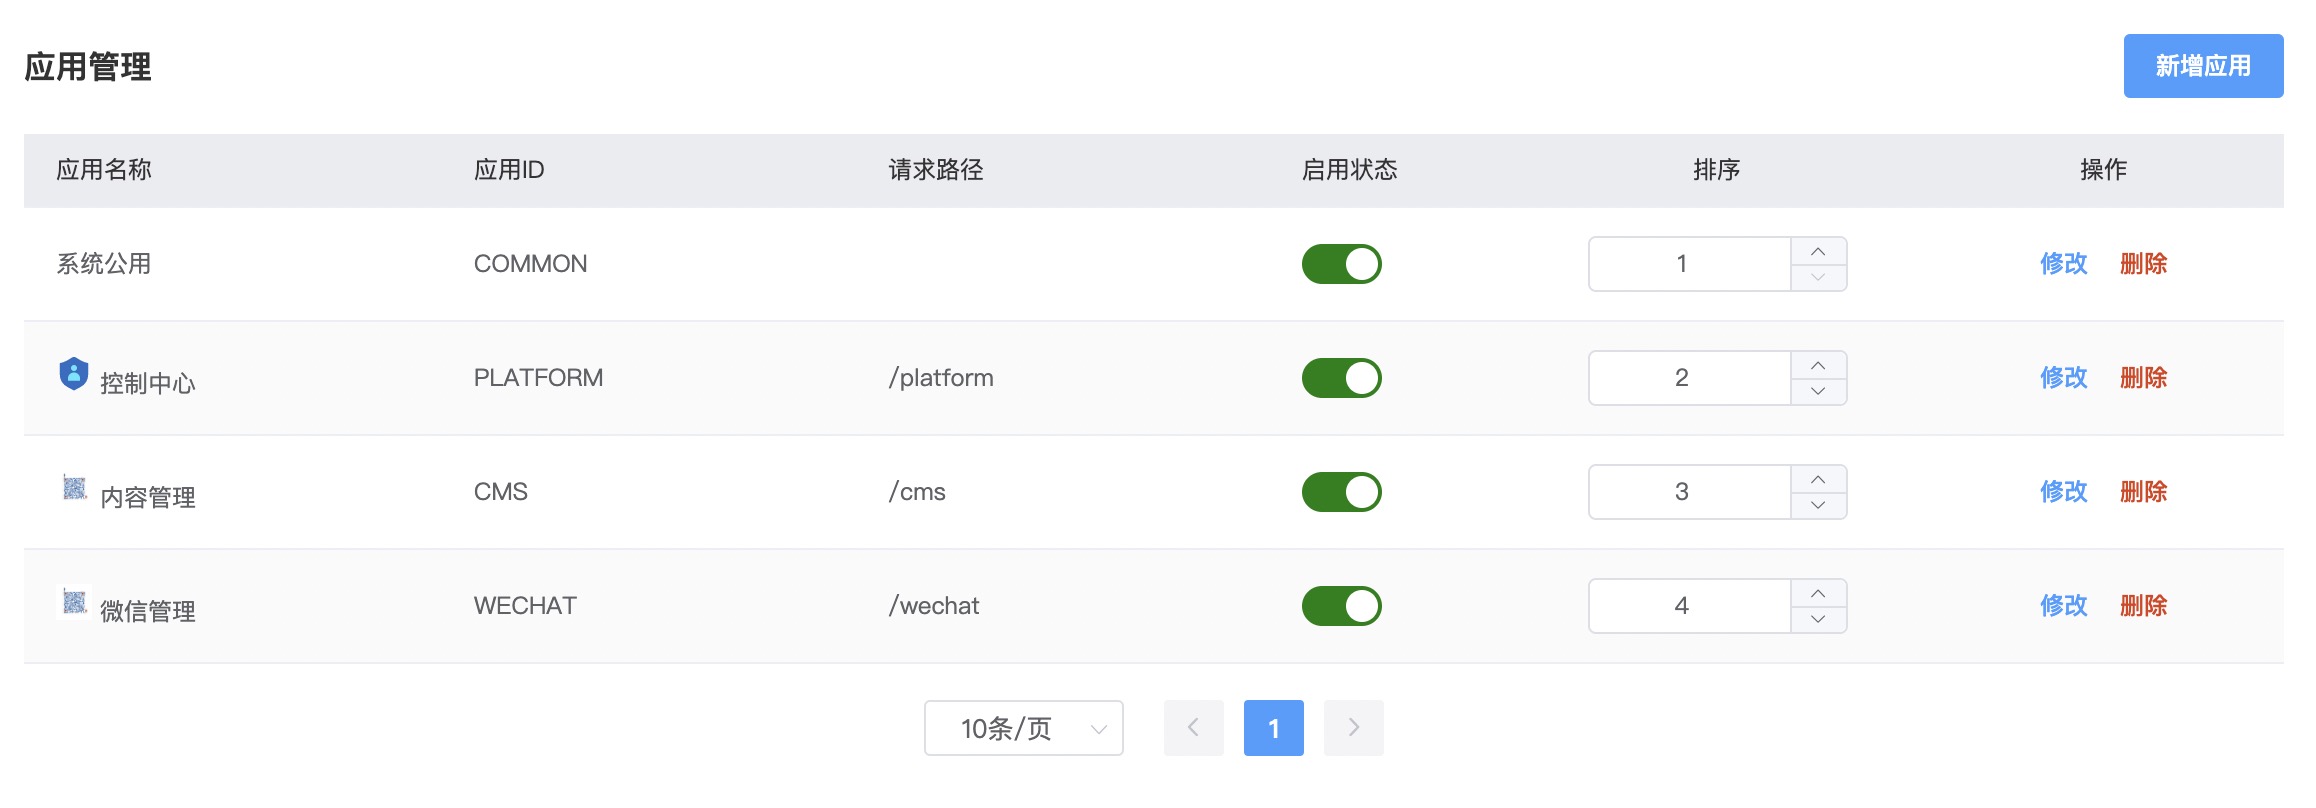 应用管理
新增应用
应用名称 应用ID 请求路径 启用状态 排序 操作
系统公用 COMMON 1 修改 删除
控制中心 PLATFORM /platform 2 修改 删除
内容管理 CMS /cms 3 修改 删除
微信管理 WECHAT /wechat 4 修改 删除
10条/页 1